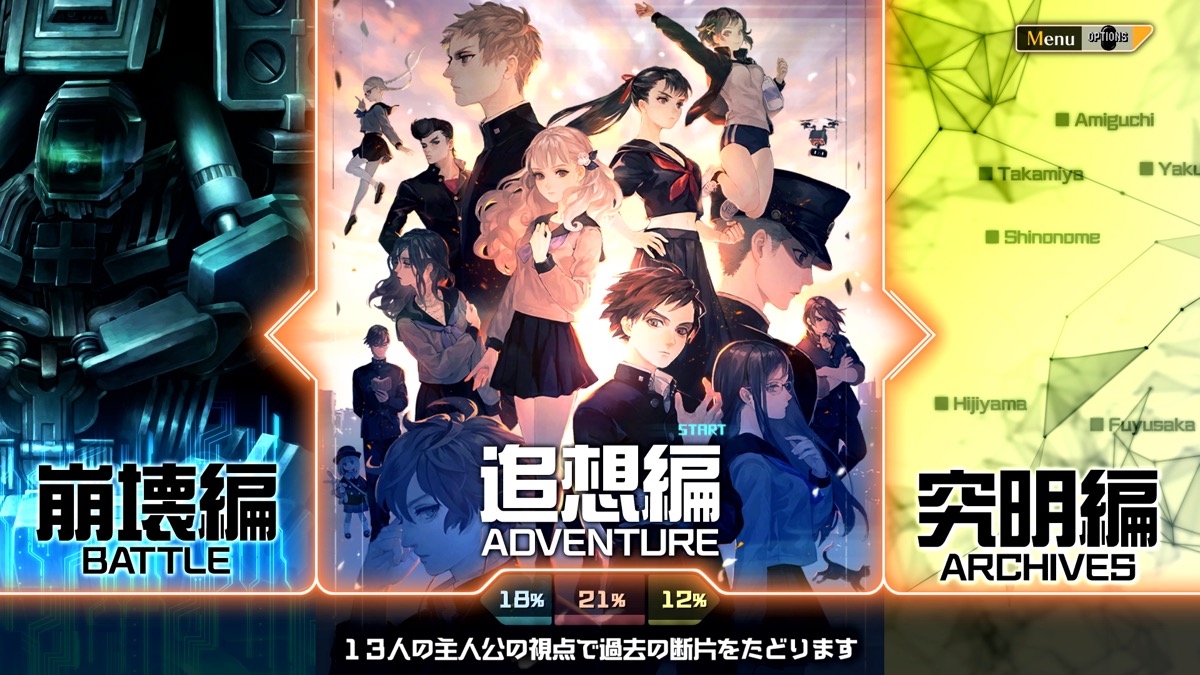 Menu OPTIONS
Amiguchi
Takamiya
Yaku
Shinonome
Hijiyama
Fuyusaka
START
崩壊編
BATTLE
追想編
ADVENTURE
究明編
ARCHIVES
18% 21% 12%
13人の主人公の視点で過去の断片をたどります